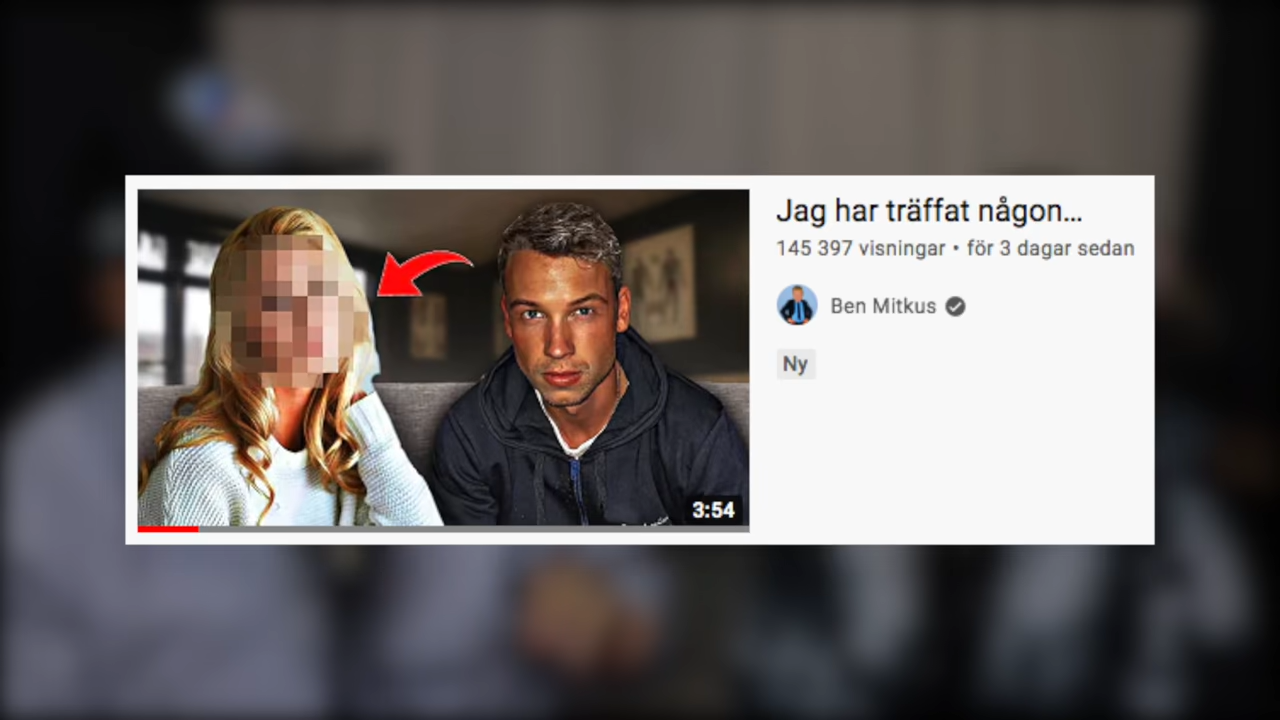 Jag har träffat någon...
145 397 visningar • för 3 dagar sedan
Ben Mitkus
Ny
3:54